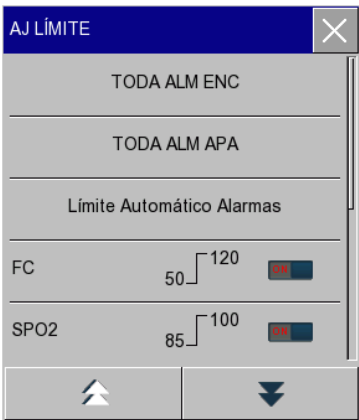 AJ LÍMITE
TODA ALM ENC
TODA ALM APA
Límite Automático Alarmas
FC 50 120 ON
SPO2 85 100 ON